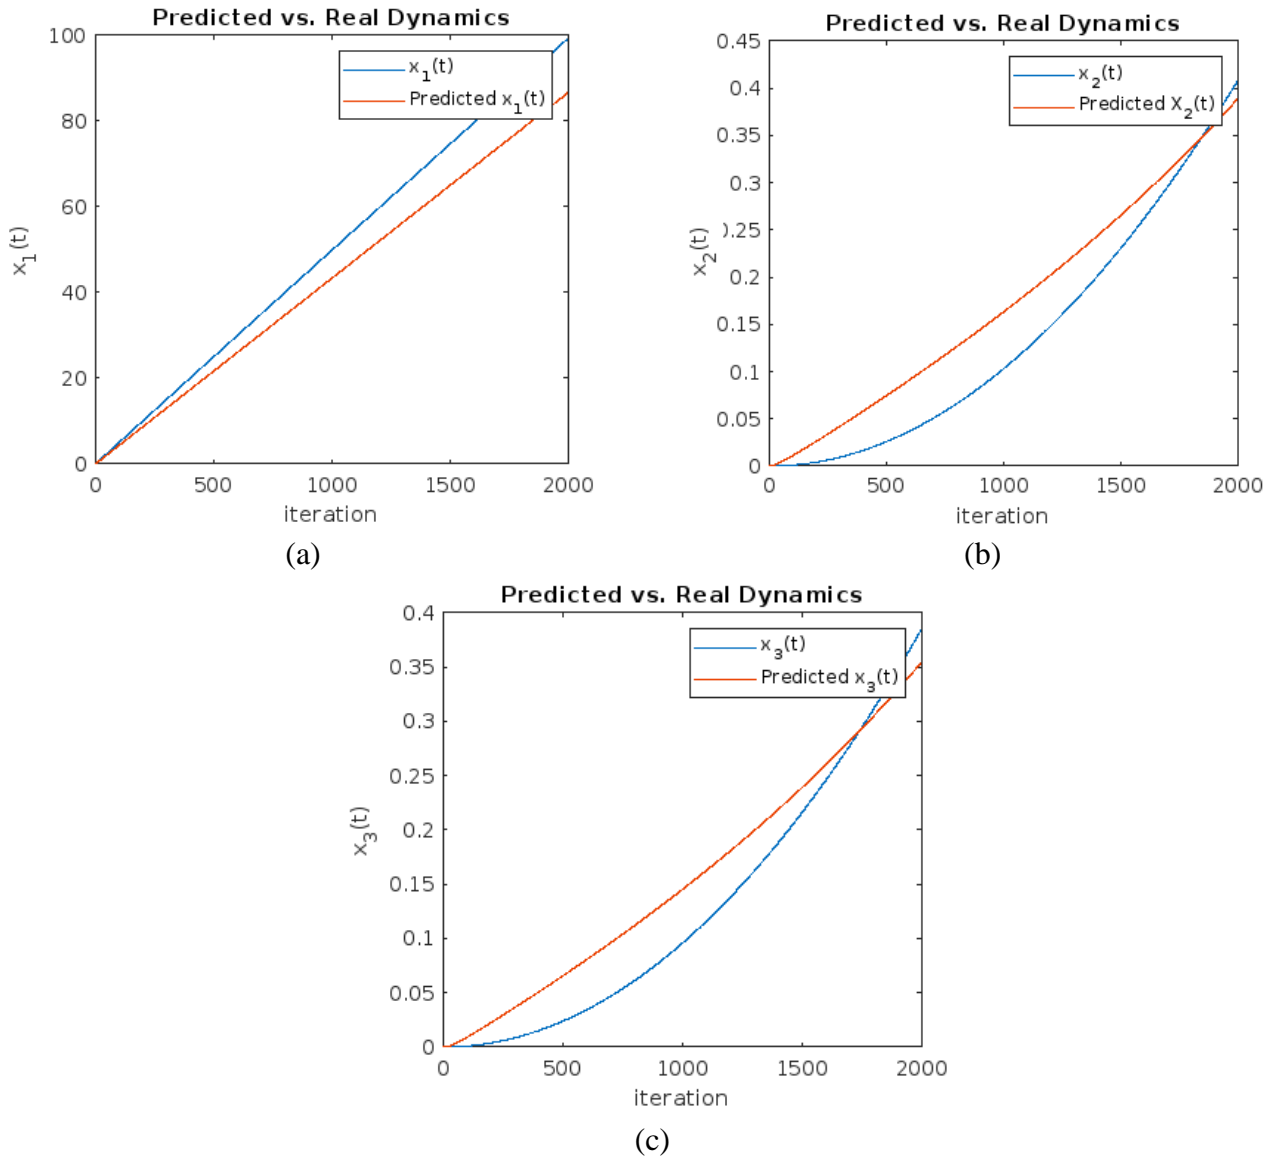 Predicted vs. Real Dynamics
100
80
60
40
20
0
x1(t)
x1(t)
Predicted x1(t)
0 500 1000 1500 2000
iteration
(a)
Predicted vs. Real Dynamics
0.45
0.4
0.35
0.3
).25
0.2
0.15
0.1
0.05
0
x2(t)
x2(t)
Predicted X2(t)
0 500 1000 1500 2000
iteration
(b)
Predicted vs. Real Dynamics
0.4
0.35
0.3
0.25
0.2
0.15
0.1
0.05
0
x3(t)
x3(t)
Predicted x3(t)
0 500 1000 1500 2000
iteration
(c)